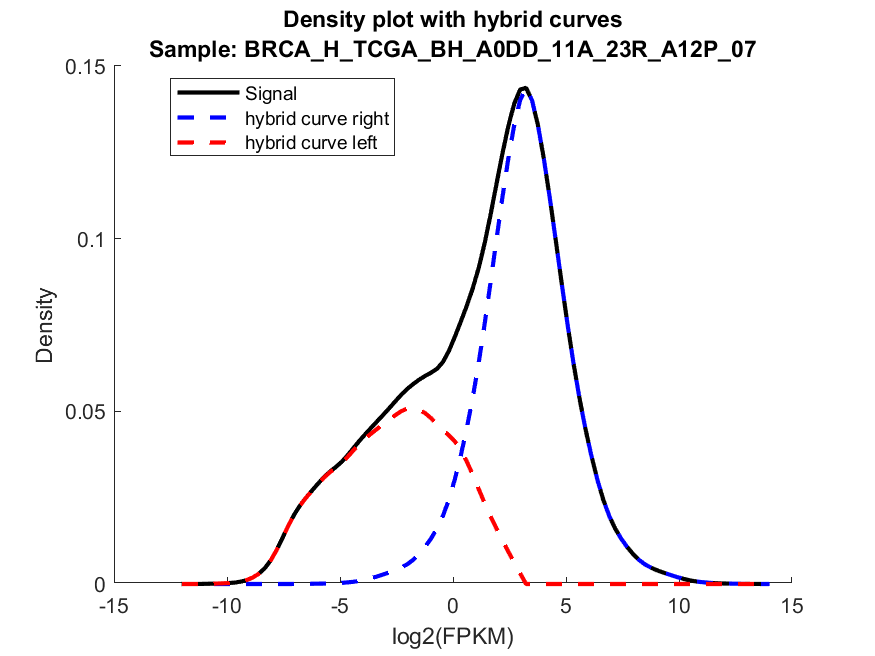 Density plot with hybrid curves
Sample: BRCA_H_TCGA_BH_A0DD_11A_23R_A12P_07
Signal
hybrid curve right
hybrid curve left
Density
0.15
0.1
0.05
0
-15
-10
-5
0
5
10
15
log2(FPKM)